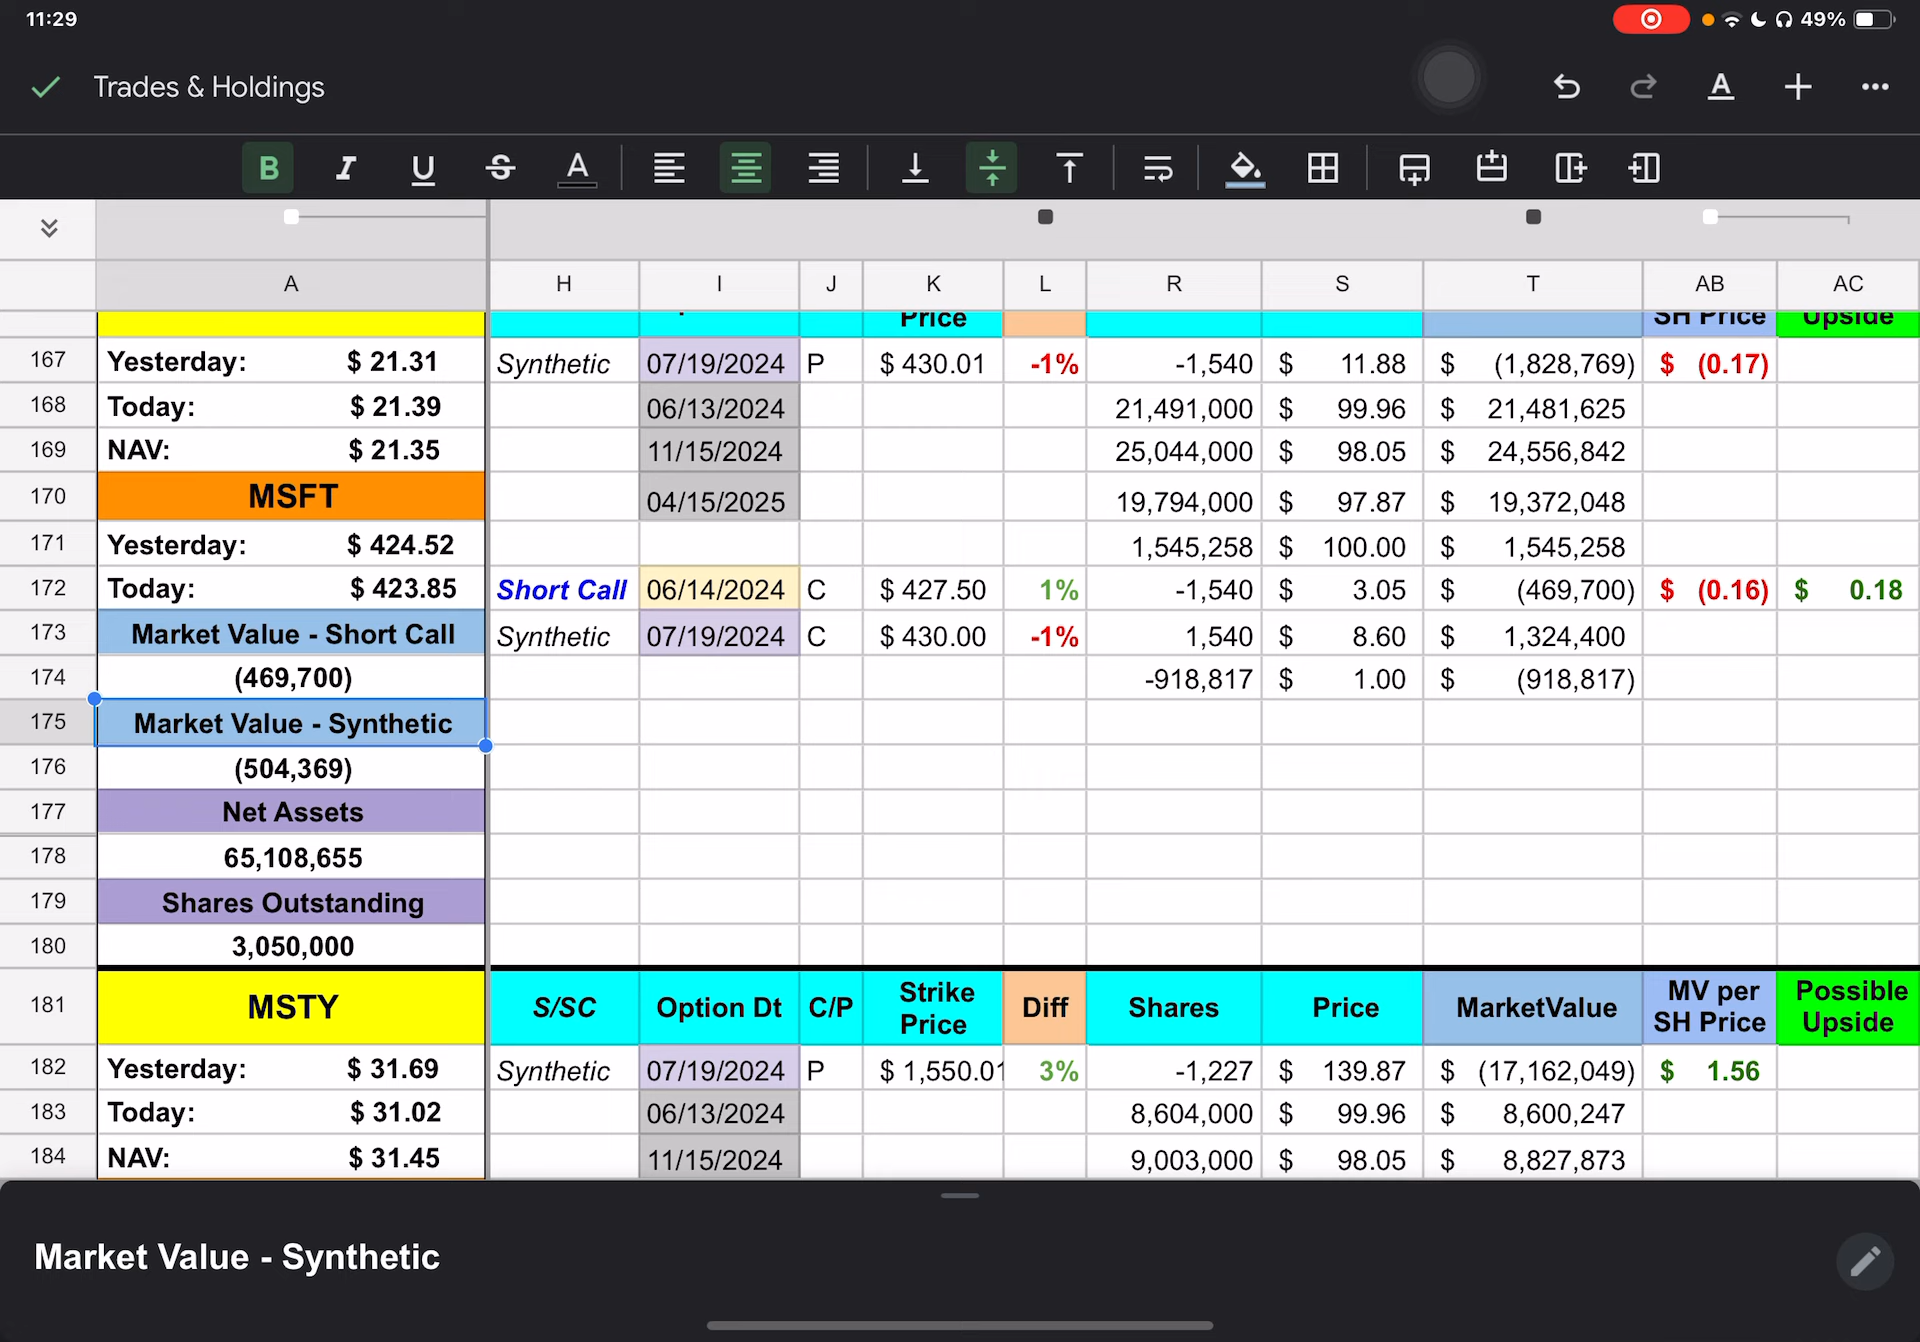 11:29
49%
Trades & Holdings
B I U S A
A H I J K L R S T AB AC
Price SH Price Upside
167 Yesterday: $ 21.31 Synthetic 07/19/2024 P $ 430.01 -1% -1,540 $ 11.88 $ (1,828,769) $ (0.17)
168 Today: $ 21.39 06/13/2024 21,491,000 $ 99.96 $ 21,481,625
169 NAV: $ 21.35 11/15/2024 25,044,000 $ 98.05 $ 24,556,842
170 MSFT 04/15/2025 19,794,000 $ 97.87 $ 19,372,048
171 Yesterday: $ 424.52 1,545,258 $ 100.00 $ 1,545,258
172 Today: $ 423.85 Short Call 06/14/2024 C $ 427.50 1% -1,540 $ 3.05 $ (469,700) $ (0.16) $ 0.18
173 Market Value - Short Call Synthetic 07/19/2024 C $ 430.00 -1% 1,540 $ 8.60 $ 1,324,400
174 (469,700) -918,817 $ 1.00 $ (918,817)
175 Market Value - Synthetic
176 (504,369)
177 Net Assets
178 65,108,655
179 Shares Outstanding
180 3,050,000
181 MSTY S/SC Option Dt C/P Strike Price Diff Shares Price MarketValue MV per SH Price Possible Upside
182 Yesterday: $ 31.69 Synthetic 07/19/2024 P $ 1,550.01 3% -1,227 $ 139.87 $ (17,162,049) $ 1.56
183 Today: $ 31.02 06/13/2024 8,604,000 $ 99.96 $ 8,600,247
184 NAV: $ 31.45 11/15/2024 9,003,000 $ 98.05 $ 8,827,873
Market Value - Synthetic